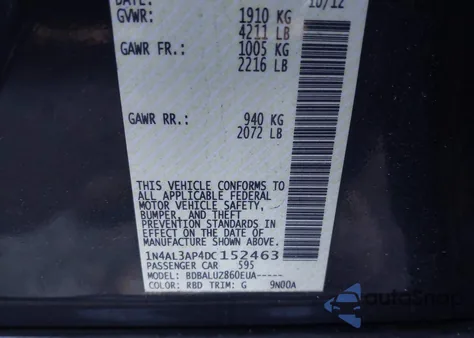 DATE: 10/12
GVWR: 1910 KG
4211 LB
GAWR FR.: 1005 KG
2216 LB
GAWR RR.: 940 KG
2072 LB
THIS VEHICLE CONFORMS TO
ALL APPLICABLE FEDERAL
MOTOR VEHICLE SAFETY,
BUMPER, AND THEFT
PREVENTION STANDARDS IN
EFFECT ON THE DATE OF
MANUFACTURE SHOWN ABOVE.
1N4AL3AP4DC152463
PASSENGER CAR 595
MODEL: BDBALUZ860EUA-----
COLOR: RBD TRIM: G 9N00A
autoSnap